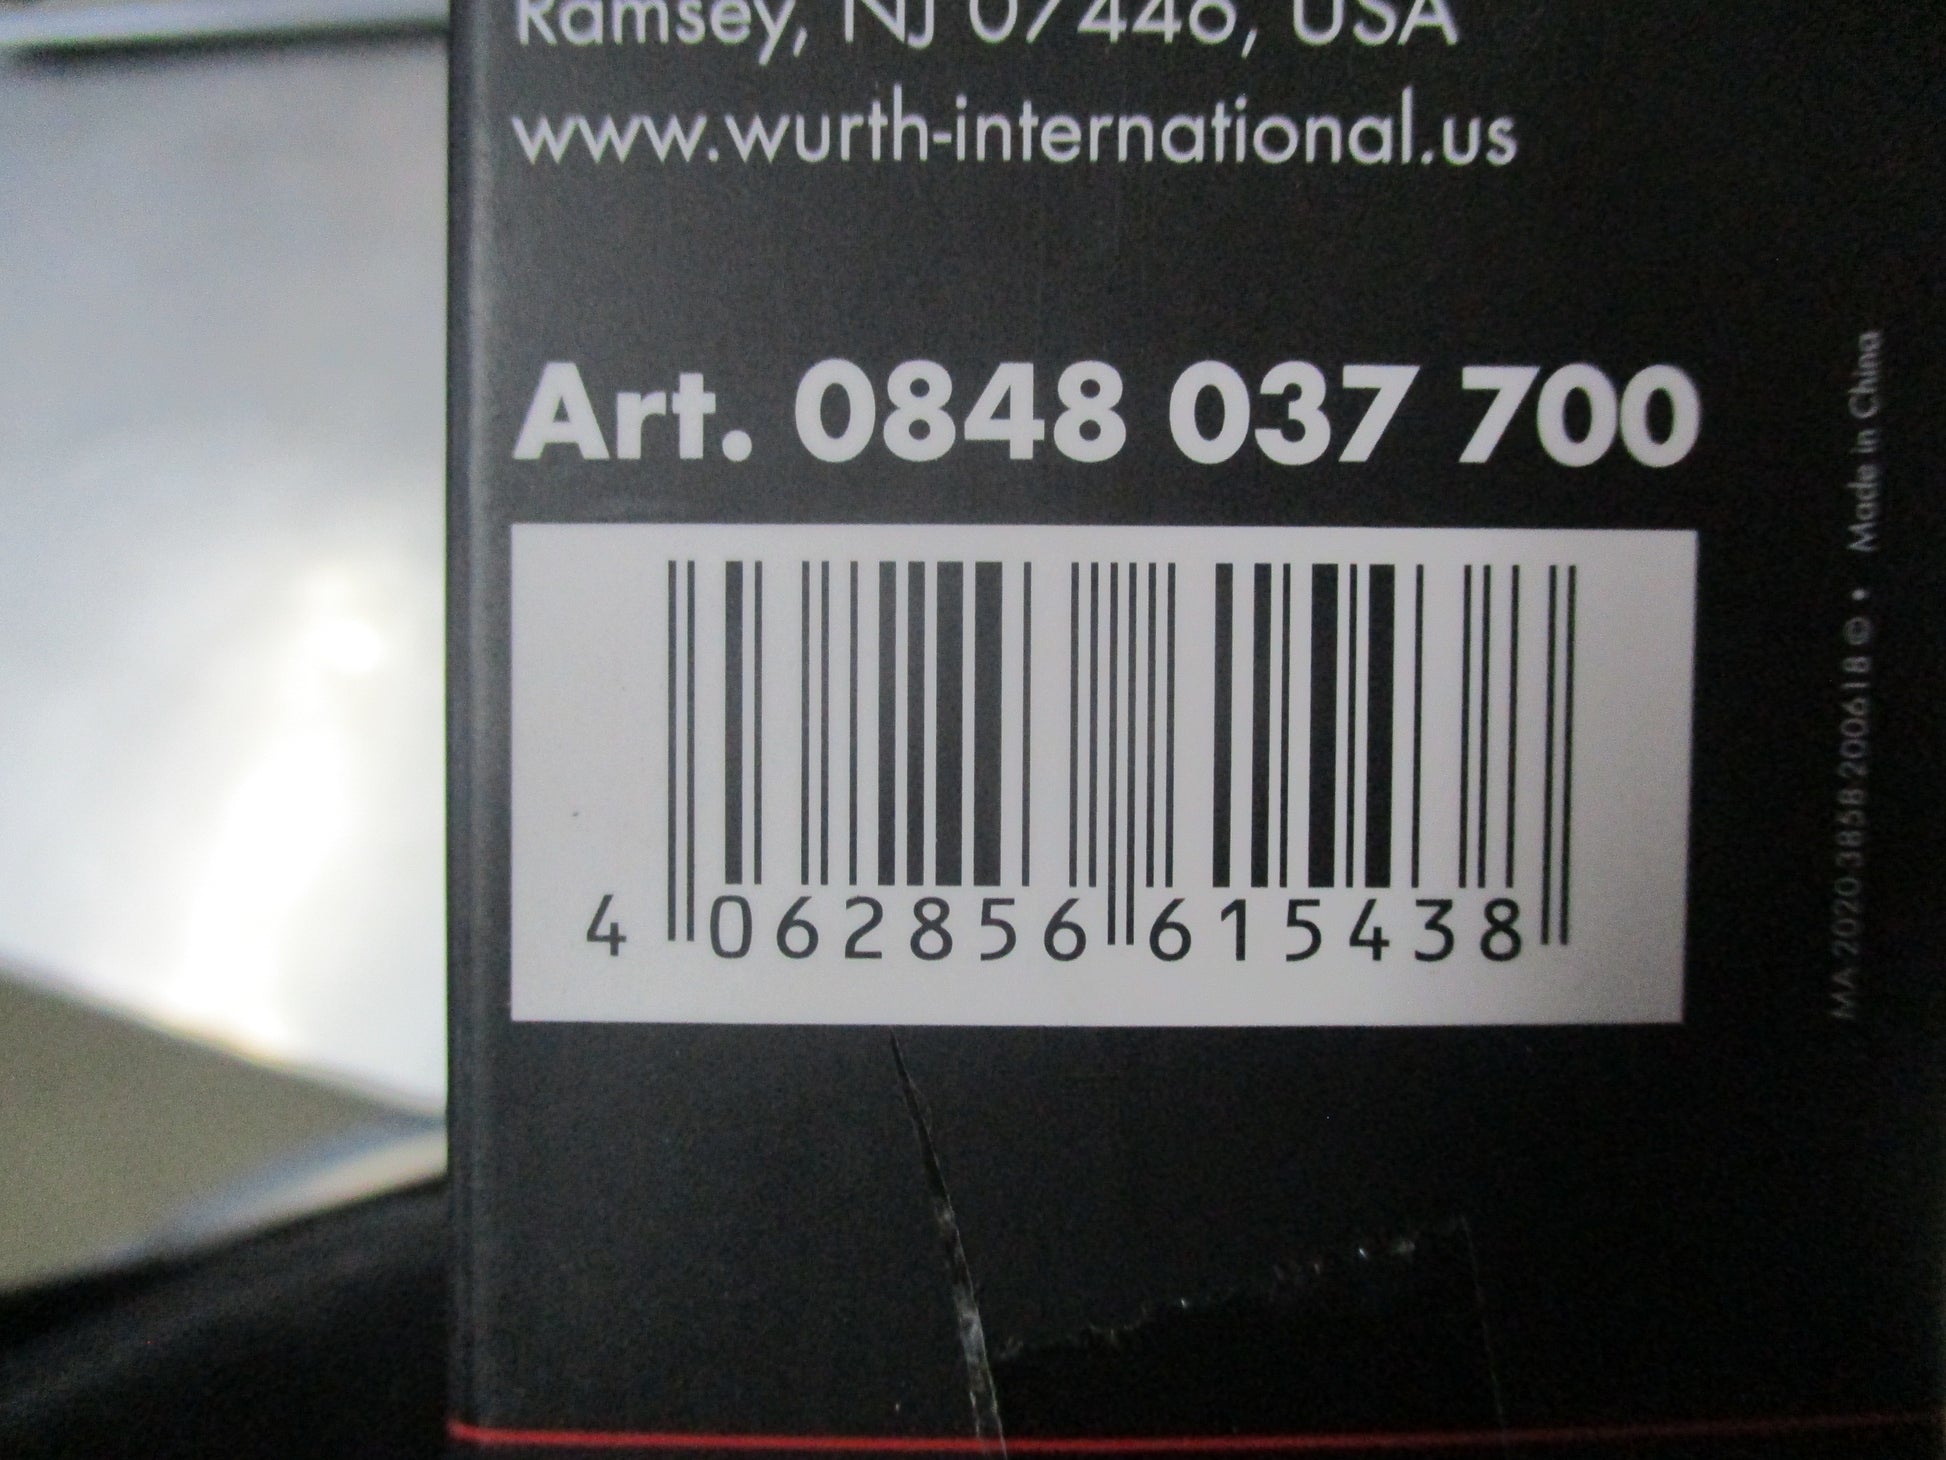 Ramsey, NJ 07446, USA
www.wurth-international.us
Art. 0848 037 700
4 062856 615438
MA 2020 385B 200618 © • Made in China